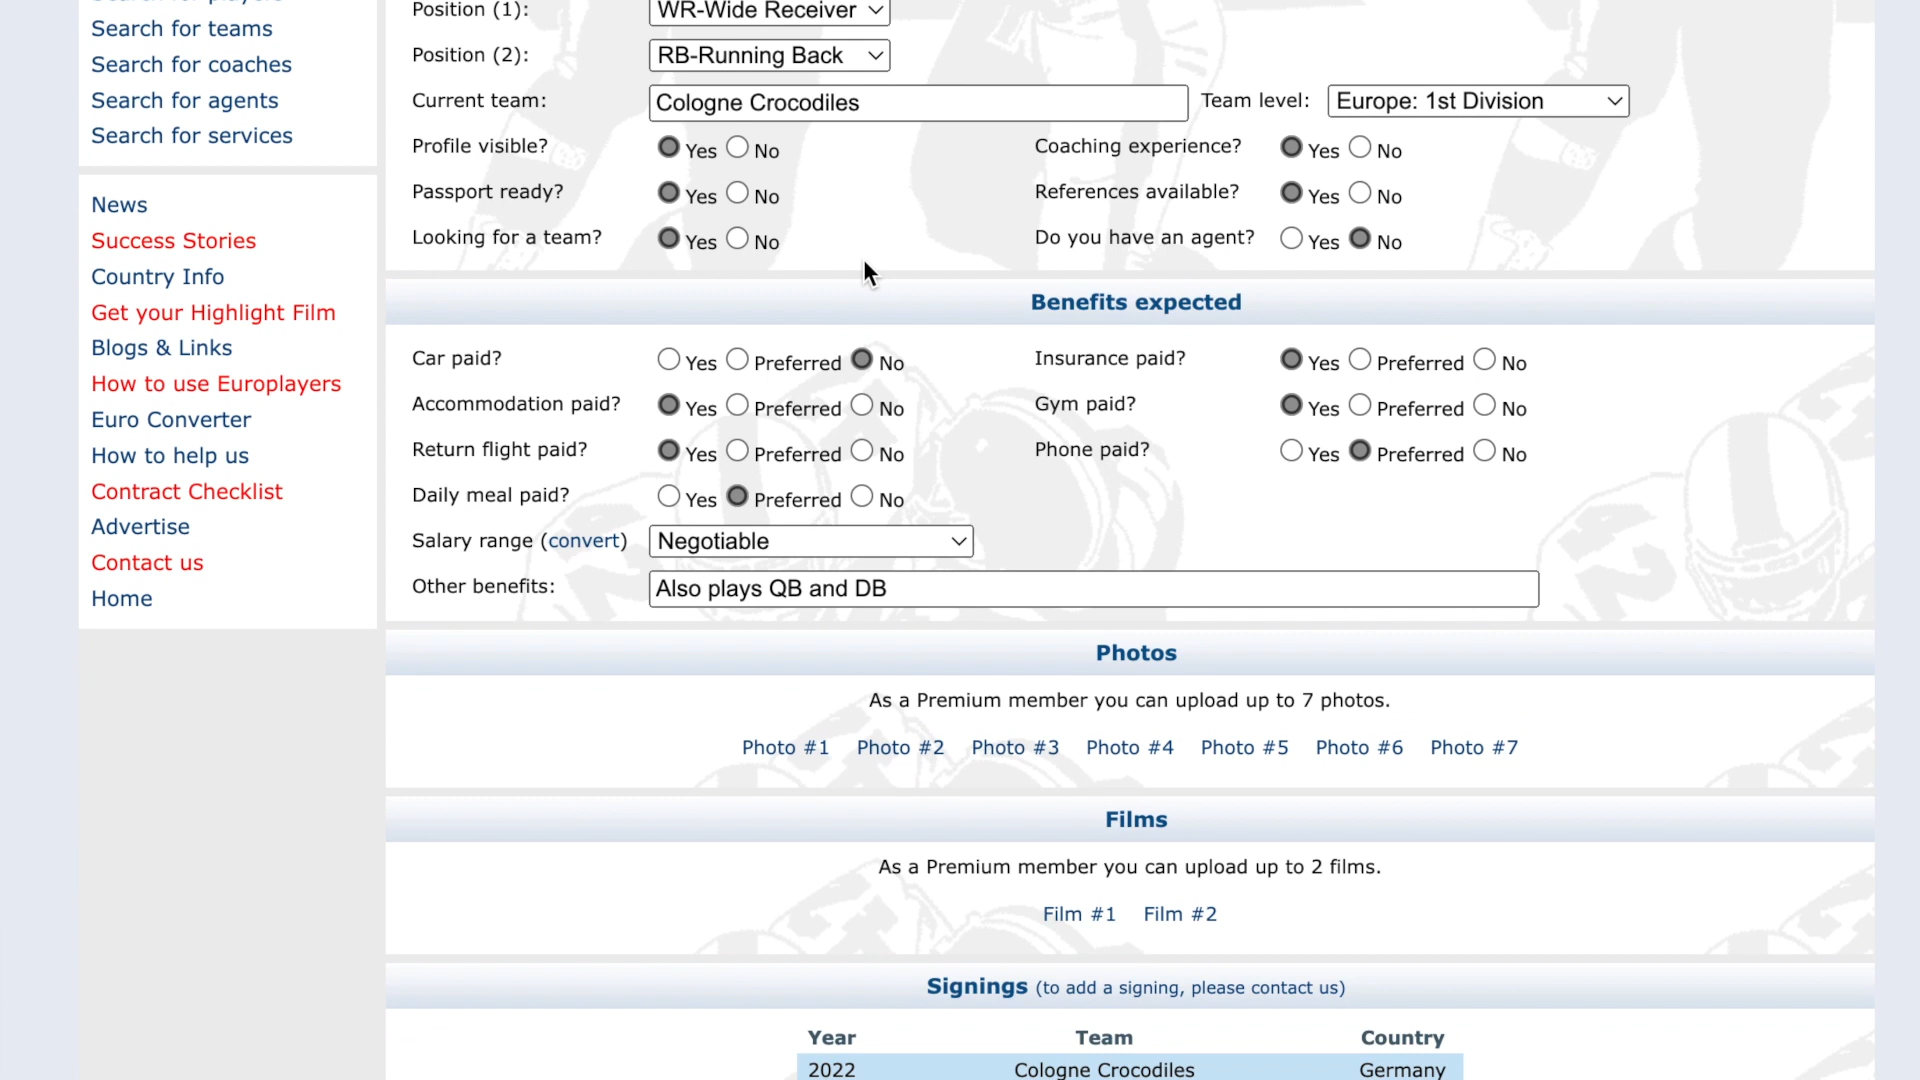 Search for teams
Search for coaches
Search for agents
Search for services
News
Success Stories
Country Info
Get your Highlight Film
Blogs & Links
How to use Europlayers
Euro Converter
How to help us
Contract Checklist
Advertise
Contact us
Home
Position (1): WR-Wide Receiver
Position (2): RB-Running Back
Current team: Cologne Crocodiles Team level: Europe: 1st Division
Profile visible? Yes No Coaching experience? Yes No
Passport ready? Yes No References available? Yes No
Looking for a team? Yes No Do you have an agent? Yes No
Benefits expected
Car paid? Yes Preferred No Insurance paid? Yes Preferred No
Accommodation paid? Yes Preferred No Gym paid? Yes Preferred No
Return flight paid? Yes Preferred No Phone paid? Yes Preferred No
Daily meal paid? Yes Preferred No
Salary range (convert) Negotiable
Other benefits: Also plays QB and DB
Photos
As a Premium member you can upload up to 7 photos.
Photo #1 Photo #2 Photo #3 Photo #4 Photo #5 Photo #6 Photo #7
Films
As a Premium member you can upload up to 2 films.
Film #1 Film #2
Signings (to add a signing, please contact us)
Year Team Country
2022 Cologne Crocodiles Germany